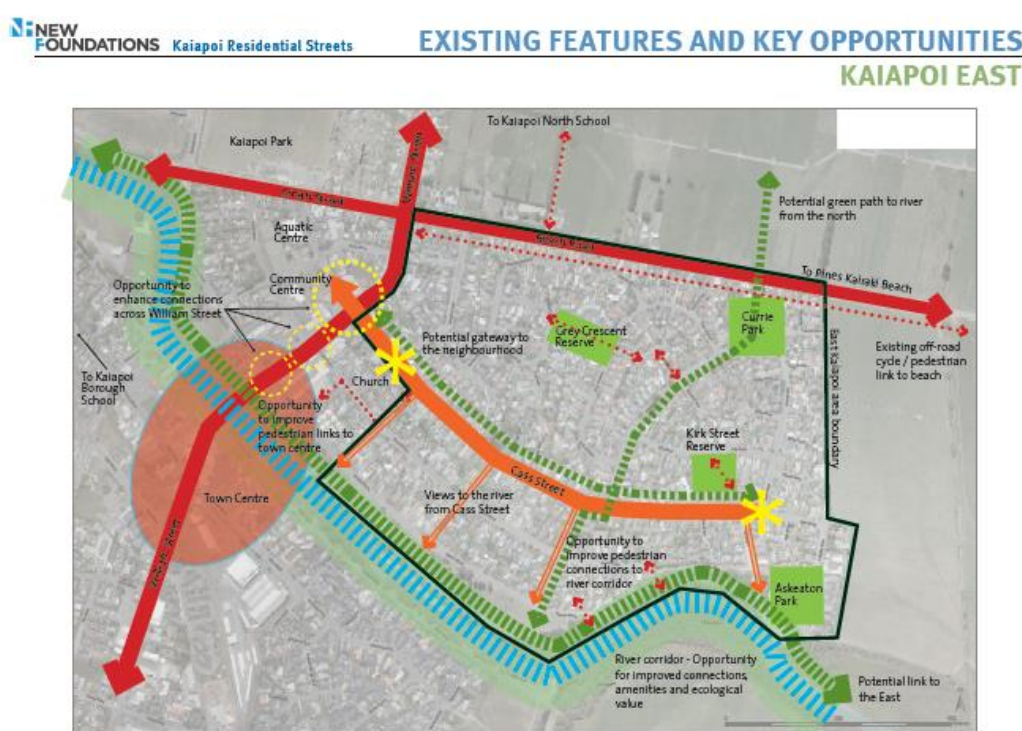 NEW
FOUNDATIONS Kaiapoi Residential Streets
EXISTING FEATURES AND KEY OPPORTUNITIES
KAIAPOI EAST
To Kaiapoi North School
Kaiapoi Park
Potential green path to river
from the north
Smith Street
Williams Street
Aquatic
Centre
Beach Road
To Pines Kairaki Beach
Community
Centre
Opportunity to
enhance connections
across William Street
Currie
Park
Grey Crescent
Reserve
Potential gateway to
the neighbourhood
East Kaiapoi area boundary
Existing off-road
cycle / pedestrian
link to beach
To Kaiapoi
Borough
School
Church
Opportunity
to improve
pedestrian links to
town centre
Kirk Street
Reserve
Cass Street
Town Centre
Views to the river
from Cass Street
Opportunity to
improve pedestrian
connections to
river corridor
Askeaton
Park
River corridor - Opportunity
for improved connections,
amenities and ecological
value
Potential link to
the East